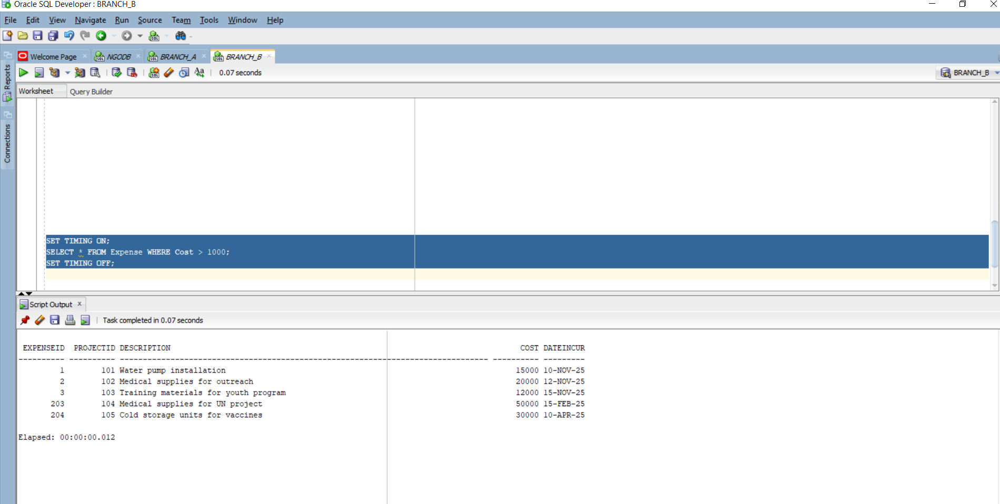 Oracle SQL Developer : BRANCH_B
File Edit View Navigate Run Source Team Tools Window Help
Welcome Page NGODB BRANCH_A BRANCH_B
0.07 seconds BRANCH_B
Reports
Connections
Worksheet Query Builder
SET TIMING ON;
SELECT * FROM Expense WHERE Cost > 1000;
SET TIMING OFF;
Script Output
Task completed in 0.07 seconds
EXPENSEID PROJECTID DESCRIPTION COST DATEINCUR
---------- ---------- -------------------------------------------------------------------------------- ---------- ---------
1 101 Water pump installation 15000 10-NOV-25
2 102 Medical supplies for outreach 20000 12-NOV-25
3 103 Training materials for youth program 12000 15-NOV-25
203 104 Medical supplies for UN project 50000 15-FEB-25
204 105 Cold storage units for vaccines 30000 10-APR-25
Elapsed: 00:00:00.012